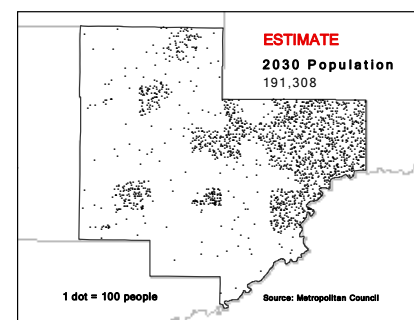 ESTIMATE
2030 Population
191,308
1 dot = 100 people
Source: Metropolitan Council